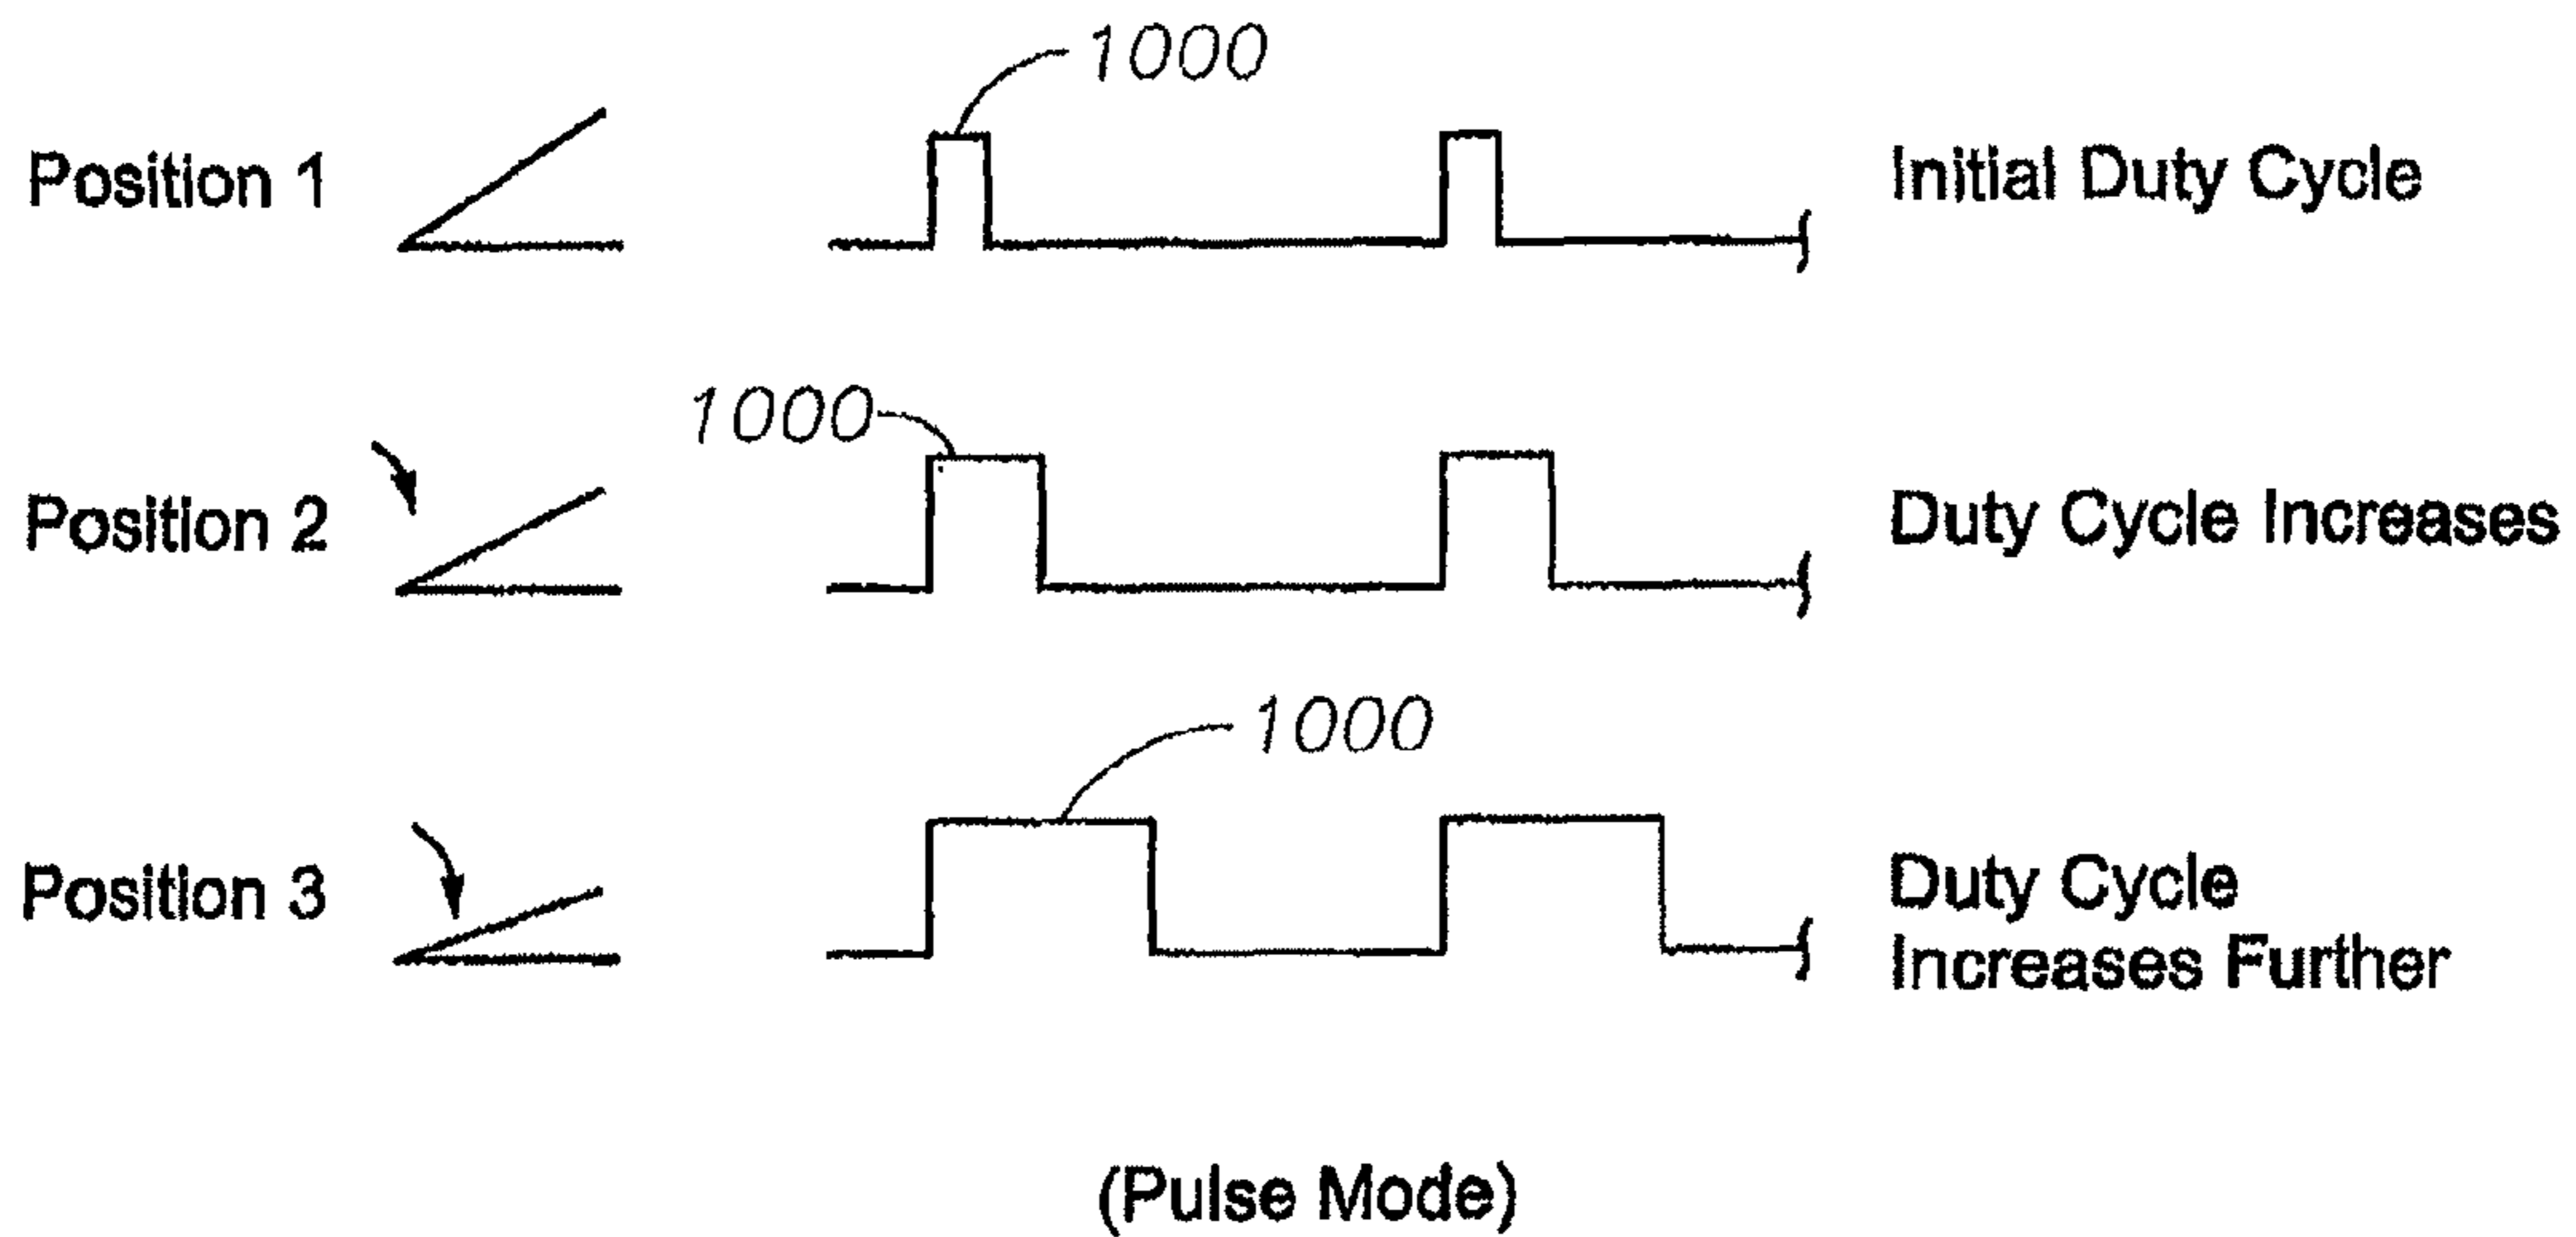 1000
Position 1
Initial Duty Cycle
1000
Position 2
Duty Cycle Increases
1000
Position 3
Duty Cycle
Increases Further
(Pulse Mode)